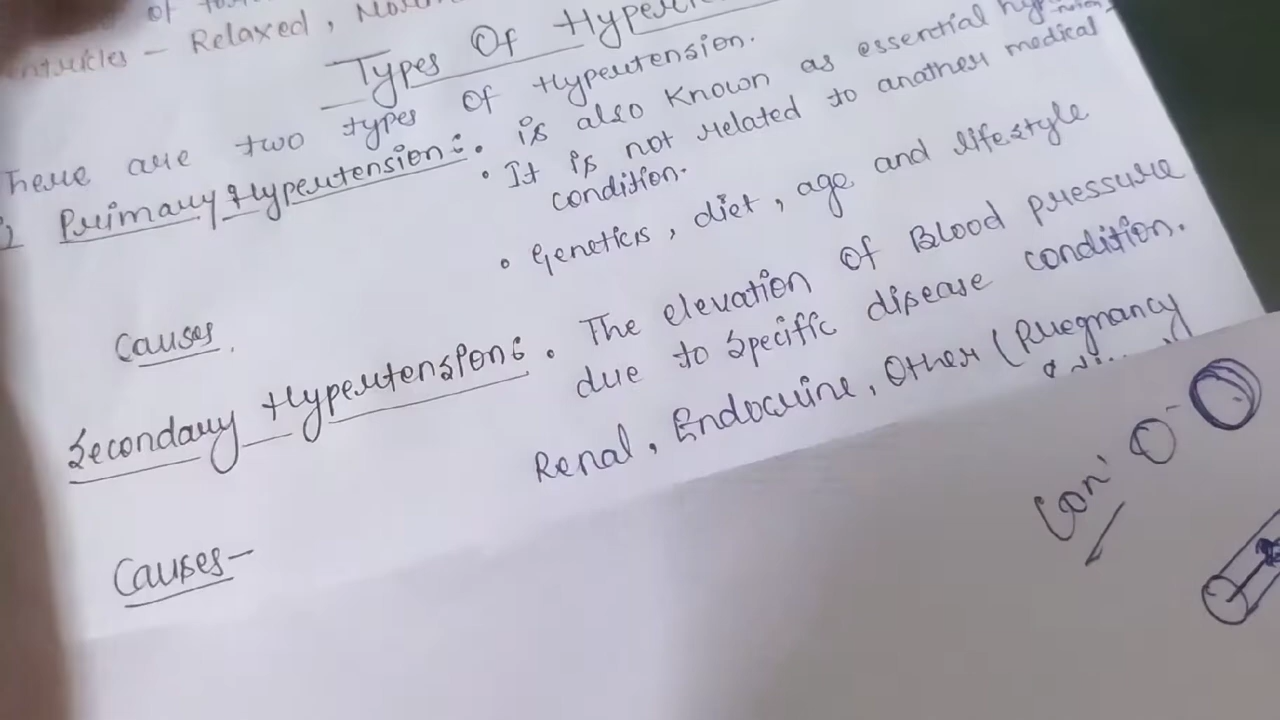 of
Relaxed,
Types Of
There are two types Of Hypertension.
Primary Hypertension:. is also Known as essential
• It is not related to another medical
condition.
Causes
• Genetics, diet, age and lifestyle
Secondary Hypertension:. The elevation Of Blood pressure
due to specific disease condition.
Causes- Renal, Endocrine, Other (Pregnancy
Con'